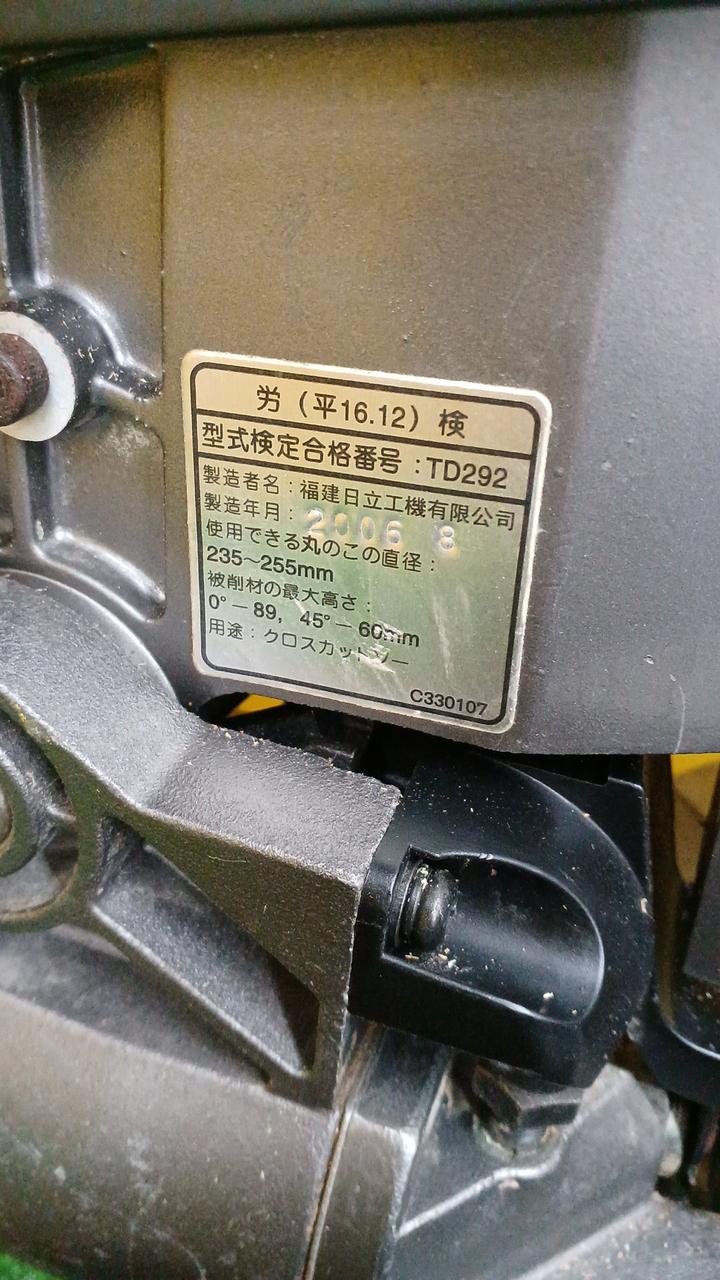 労（平16.12）検
型式検定合格番号：TD292
製造者名：福建日立工機有限公司
製造年月：2006 8
使用できる丸のこの直径：
235～255mm
被削材の最大高さ：
0°－89，45°－60mm
用途：クロスカットソー
C330107